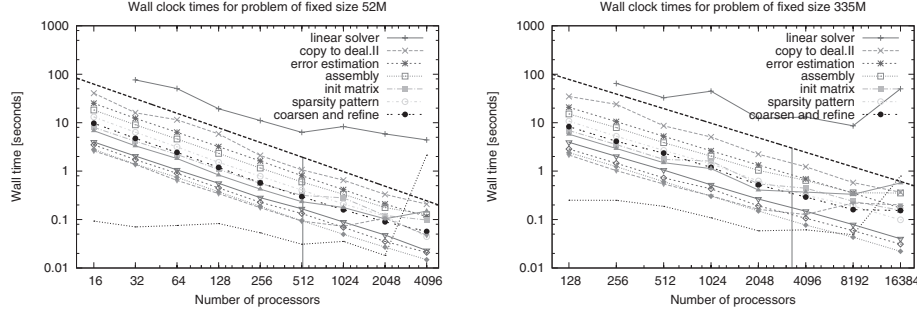 Wall clock times for problem of fixed size 52M
1000
100
10
1
0.1
0.01
Wall time [seconds]
linear solver
copy to deal.II
error estimation
assembly
init matrix
sparsity pattern
coarsen and refine
16 32 64 128 256 512 1024 2048 4096
Number of processors
Wall clock times for problem of fixed size 335M
1000
100
10
1
0.1
0.01
Wall time [seconds]
linear solver
copy to deal.II
error estimation
assembly
init matrix
sparsity pattern
coarsen and refine
128 256 512 1024 2048 4096 8192 16384
Number of processors